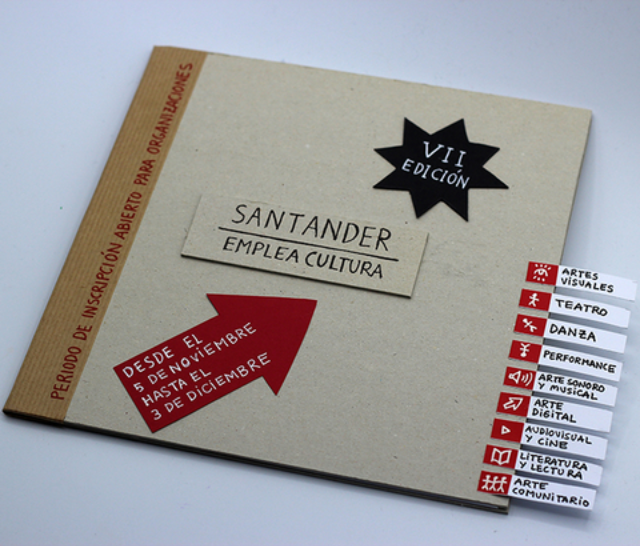 PERIODO DE INSCRIPCIÓN ABIERTO PARA ORGANIZACIONES
VII
EDICIÓN
SANTANDER
EMPLEA CULTURA
DESDE EL
5 DE NOVIEMBRE
HASTA EL
3 DE DICIEMBRE
ARTES
VISUALES
TEATRO
DANZA
PERFORMANCE
ARTE SONORO
Y MUSICAL
ARTE
DIGITAL
AUDIOVISUAL
Y CINE
LITERATURA
Y LECTURA
ARTE
COMUNITARIO